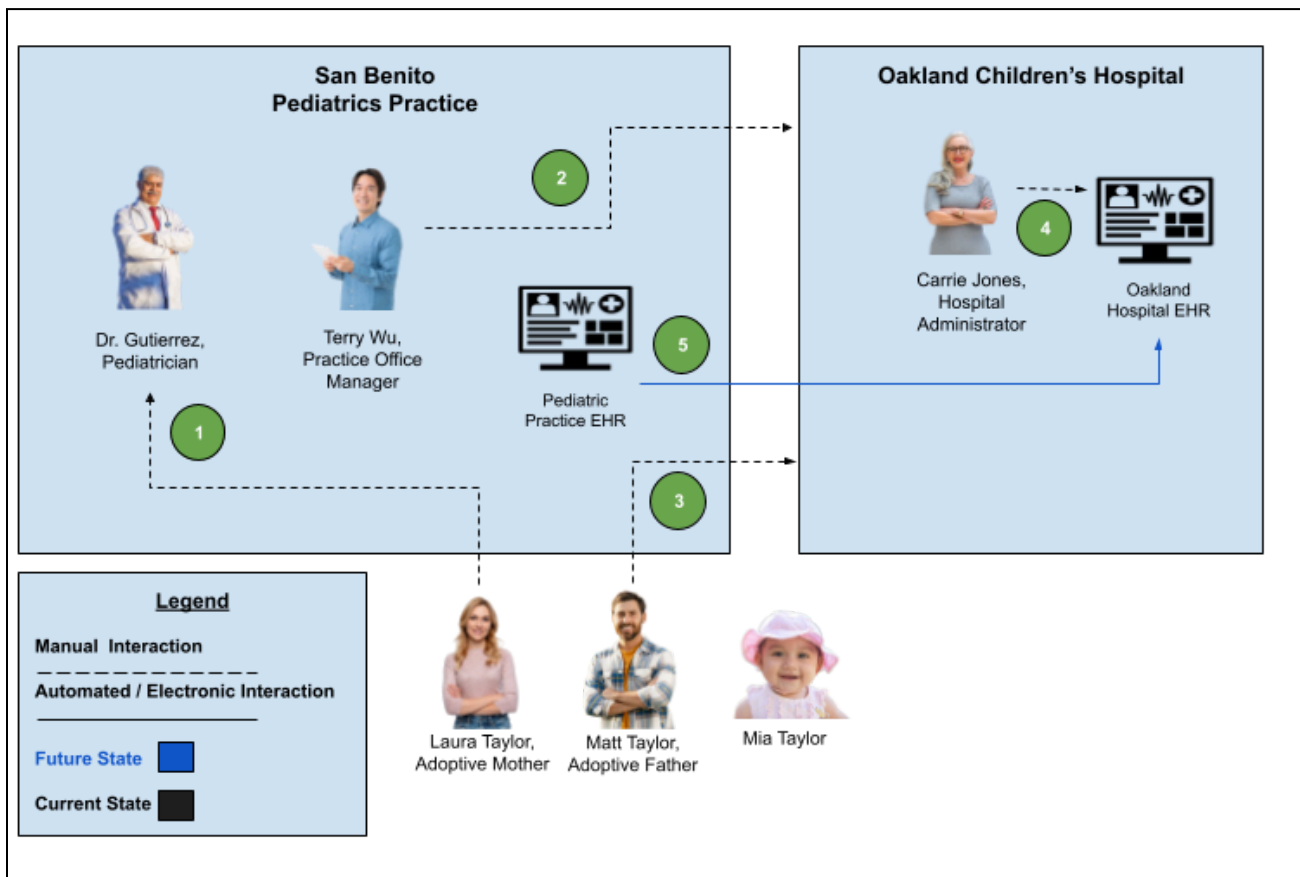 San Benito
Pediatrics Practice
Oakland Children's Hospital
2
4
Dr. Gutierrez,
Pediatrician
Terry Wu,
Practice Office
Manager
Carrie Jones,
Hospital
Administrator
Oakland
Hospital EHR
5
Pediatric
Practice EHR
1
3
Legend
Manual Interaction
Automated / Electronic Interaction
Future State
Current State
Laura Taylor,
Adoptive Mother
Matt Taylor,
Adoptive Father
Mia Taylor